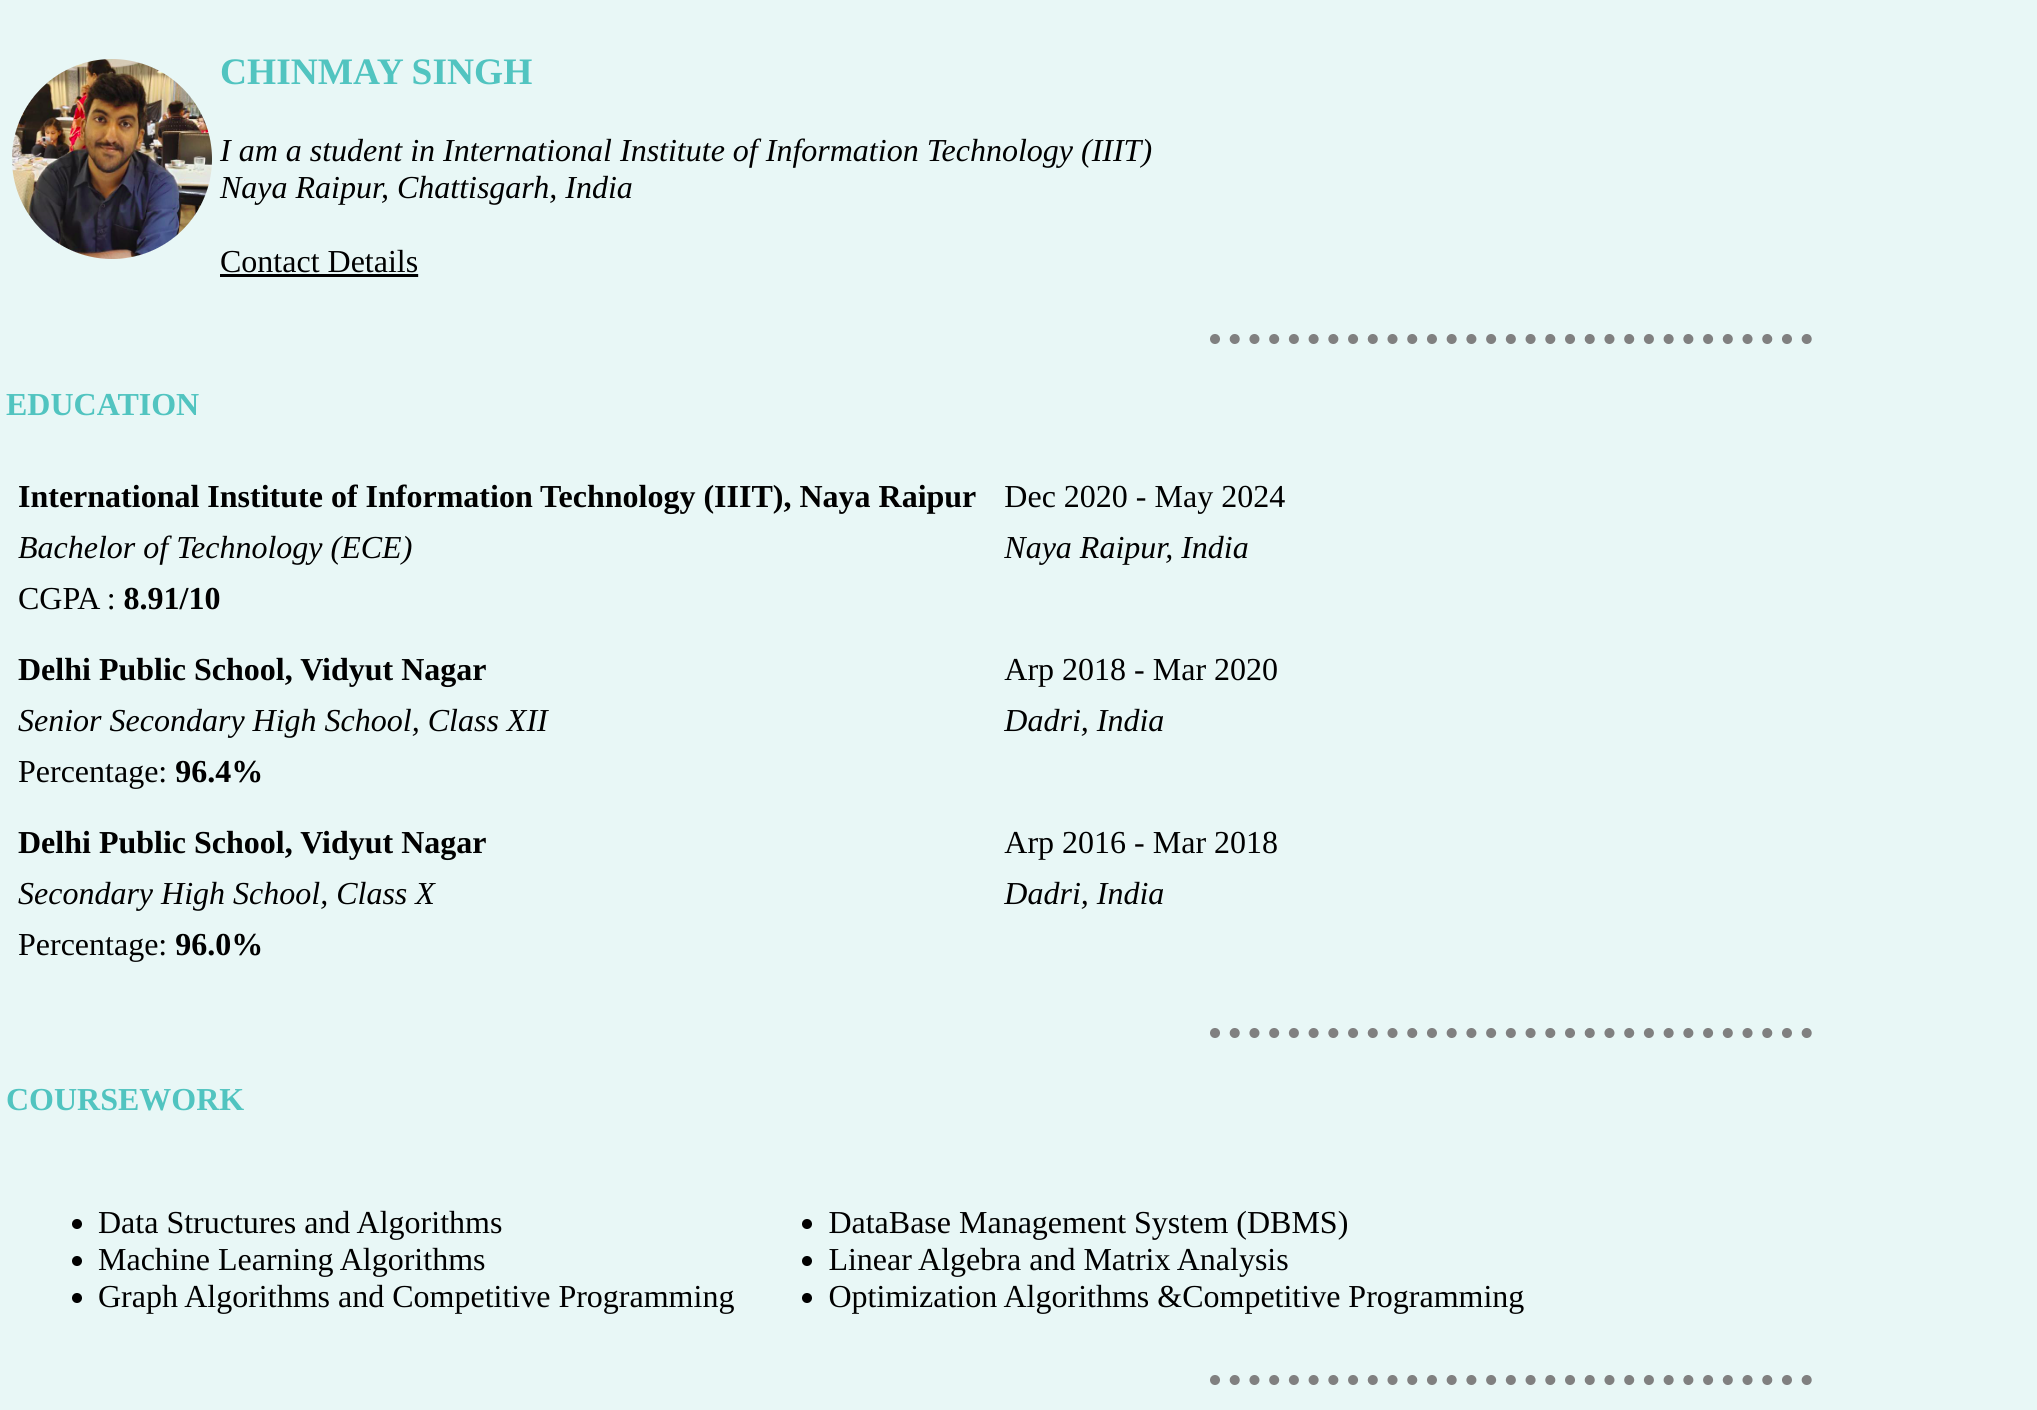 CHINMAY SINGH
I am a student in International Institute of Information Technology (IIIT)
Naya Raipur, Chattisgarh, India
Contact Details
EDUCATION
International Institute of Information Technology (IIIT), Naya Raipur Dec 2020 - May 2024
Bachelor of Technology (ECE) Naya Raipur, India
CGPA : 8.91/10
Delhi Public School, Vidyut Nagar Arp 2018 - Mar 2020
Senior Secondary High School, Class XII Dadri, India
Percentage: 96.4%
Delhi Public School, Vidyut Nagar Arp 2016 - Mar 2018
Secondary High School, Class X Dadri, India
Percentage: 96.0%
COURSEWORK
• Data Structures and Algorithms
• Machine Learning Algorithms
• Graph Algorithms and Competitive Programming
• DataBase Management System (DBMS)
• Linear Algebra and Matrix Analysis
• Optimization Algorithms &Competitive Programming